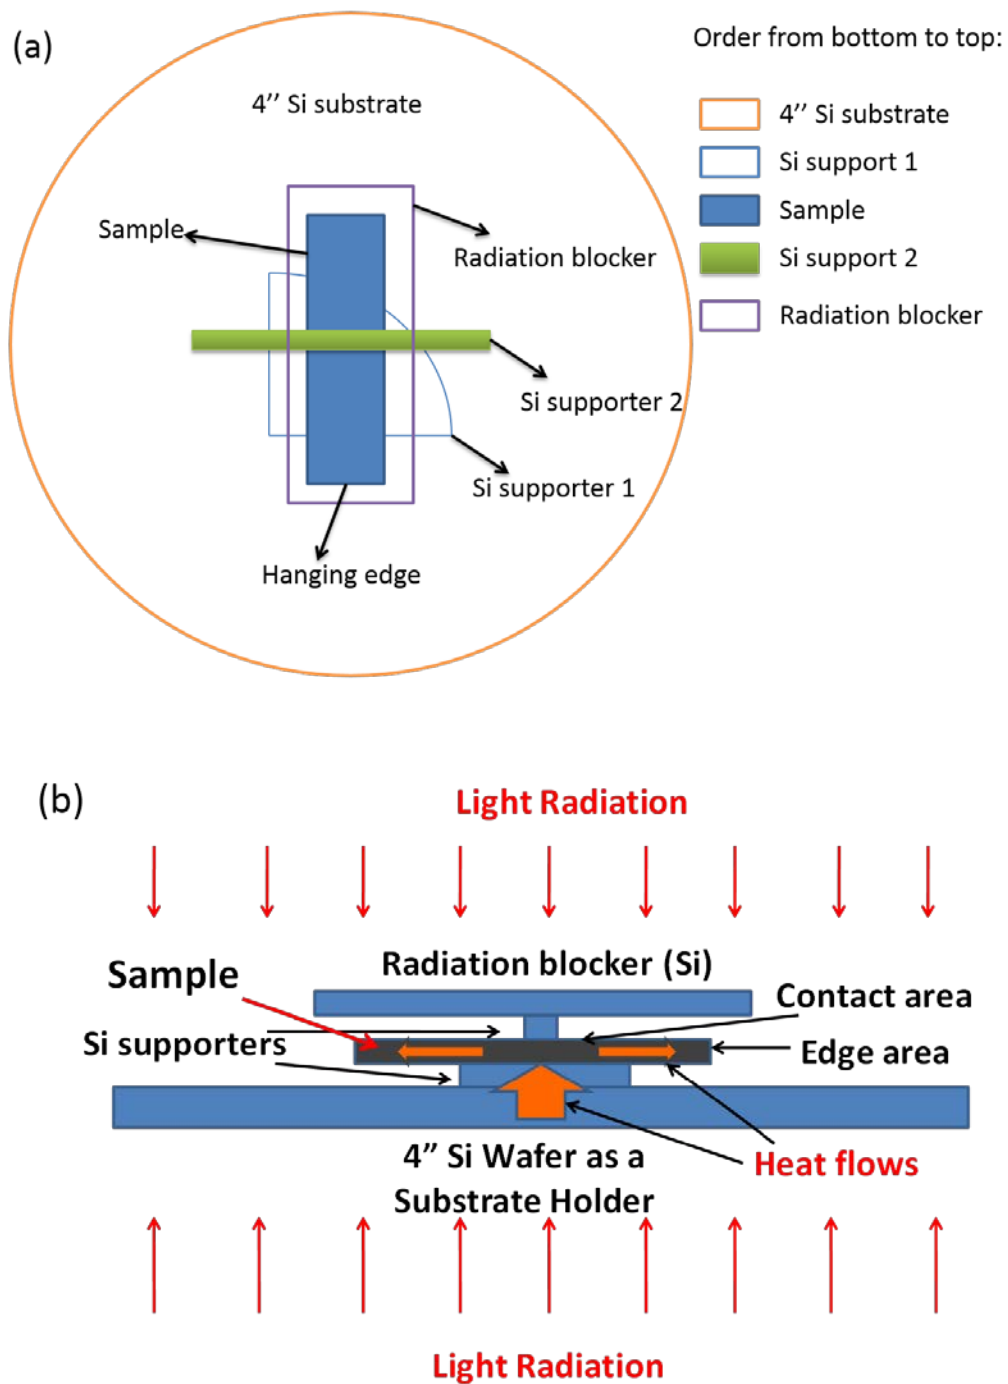 (a)
Order from bottom to top:
4’’ Si substrate
4’’ Si substrate
Si support 1
Sample
Si support 2
Radiation blocker
Sample
Radiation blocker
Si supporter 2
Si supporter 1
Hanging edge
(b)
Light Radiation
Radiation blocker (Si)
Sample
Contact area
Si supporters
Edge area
4” Si Wafer as a
Substrate Holder
Heat flows
Light Radiation